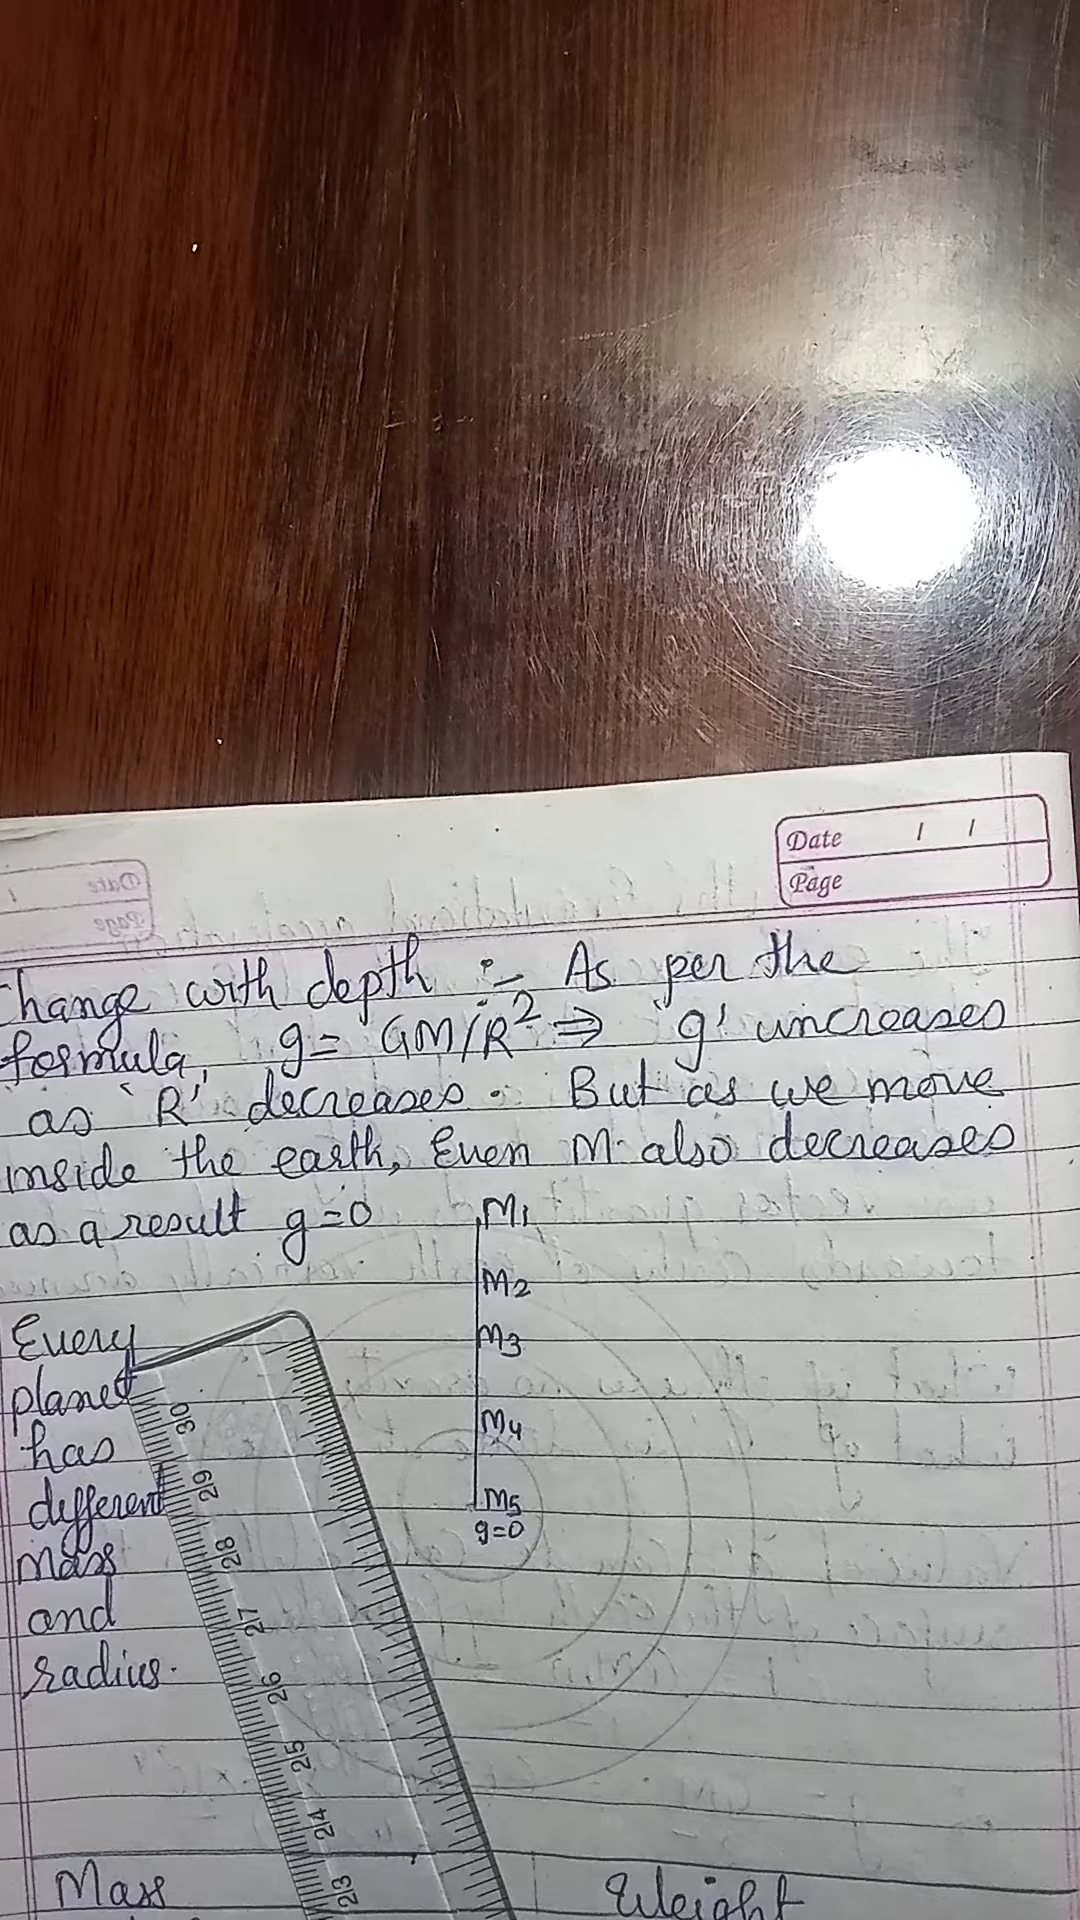 Date / /
Page
hange with depth :- As per the
formula, g = GM/R² ⇒ 'g' uncreases
as 'R' decreases. But as we move
inside the earth, Even M also decreases
as a result g=0
M1
M2
M3
M4
M5
g=0
Every
planet
has
different
mass
and
radius.
30
29
28
27
26
25
24
23
Mass Weight